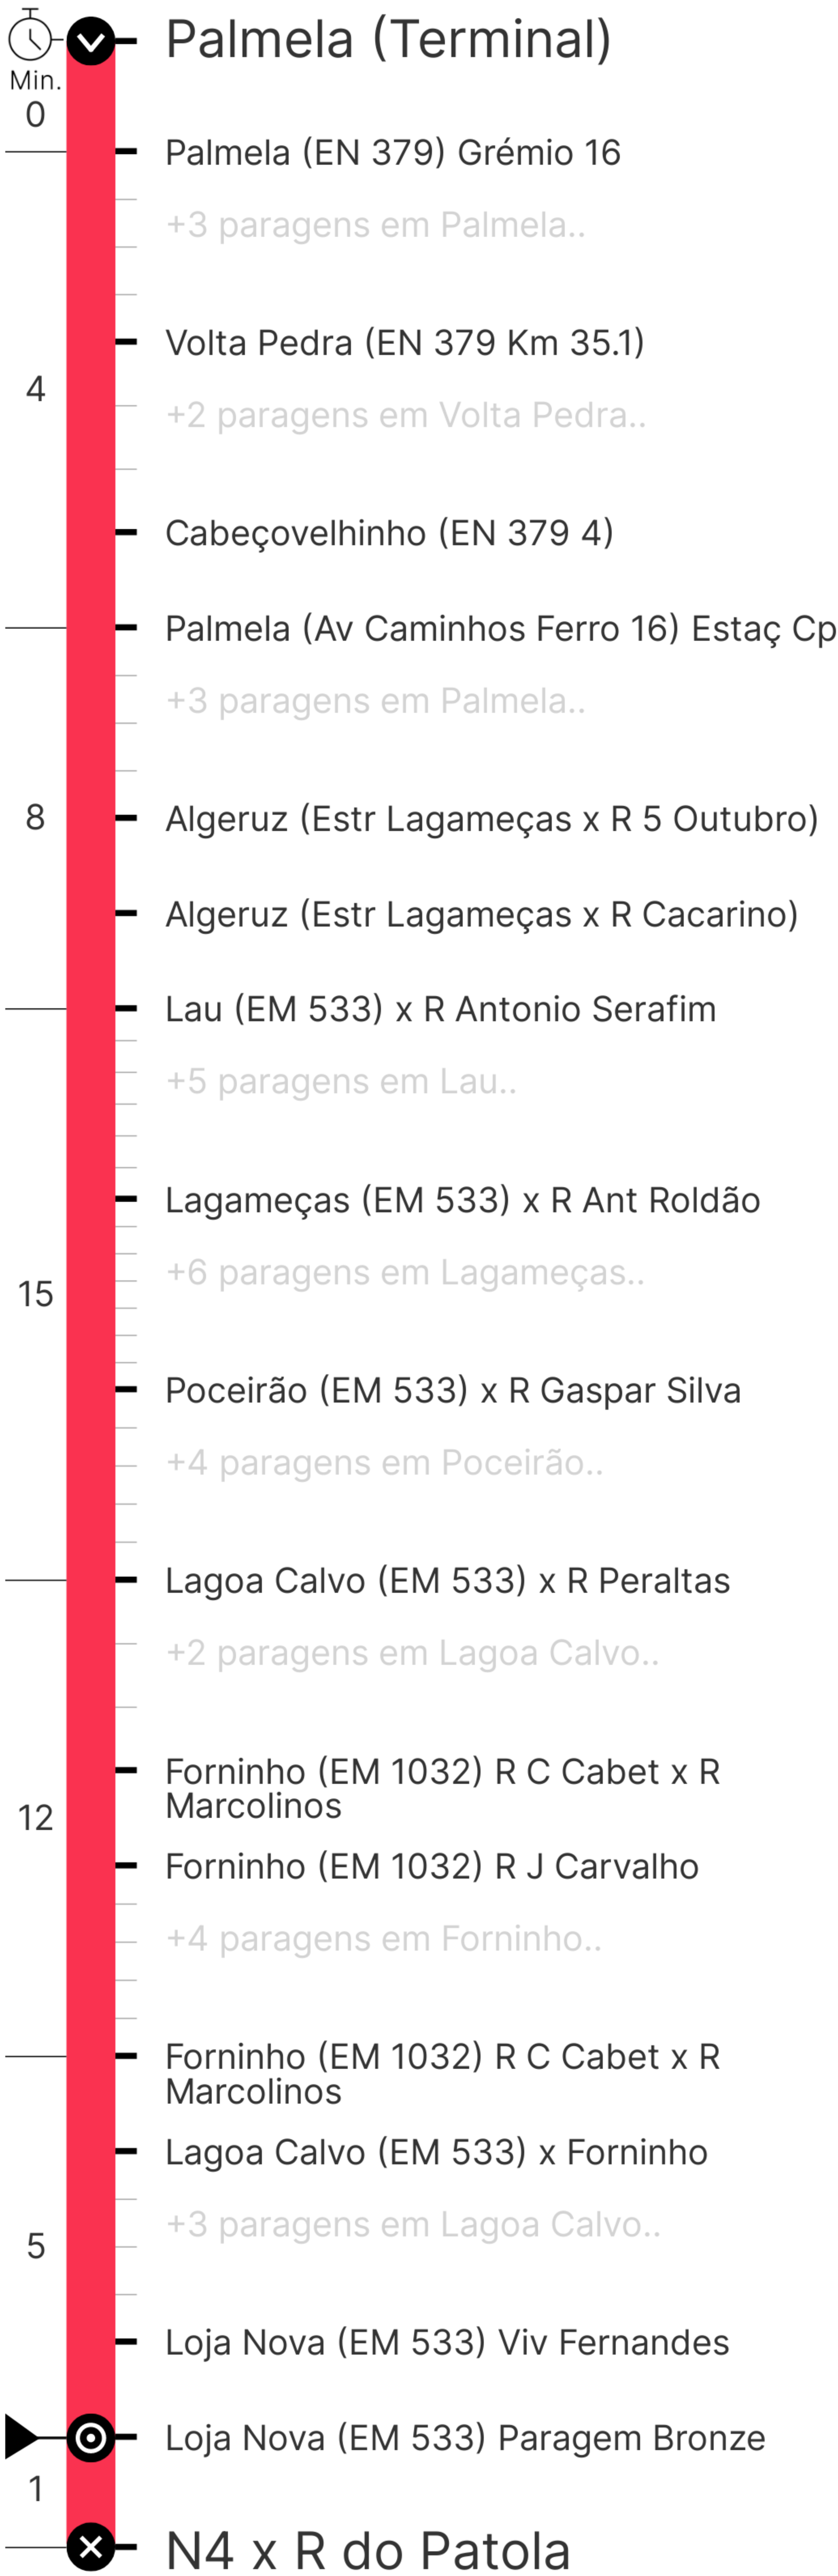 Palmela (Terminal)
Min.
0
Palmela (EN 379) Grémio 16
+3 paragens em Palmela..
Volta Pedra (EN 379 Km 35.1)
4
+2 paragens em Volta Pedra..
Cabeçovelhinho (EN 379 4)
Palmela (Av Caminhos Ferro 16) Estaç Cp
+3 paragens em Palmela..
8
Algeruz (Estr Lagameças x R 5 Outubro)
Algeruz (Estr Lagameças x R Cacarino)
Lau (EM 533) x R Antonio Serafim
+5 paragens em Lau..
Lagameças (EM 533) x R Ant Roldão
+6 paragens em Lagameças..
15
Poceirão (EM 533) x R Gaspar Silva
+4 paragens em Poceirão..
Lagoa Calvo (EM 533) x R Peraltas
+2 paragens em Lagoa Calvo..
Forninho (EM 1032) R C Cabet x R
Marcolinos
12
Forninho (EM 1032) R J Carvalho
+4 paragens em Forninho..
Forninho (EM 1032) R C Cabet x R
Marcolinos
Lagoa Calvo (EM 533) x Forninho
+3 paragens em Lagoa Calvo..
5
Loja Nova (EM 533) Viv Fernandes
Loja Nova (EM 533) Paragem Bronze
1
N4 x R do Patola